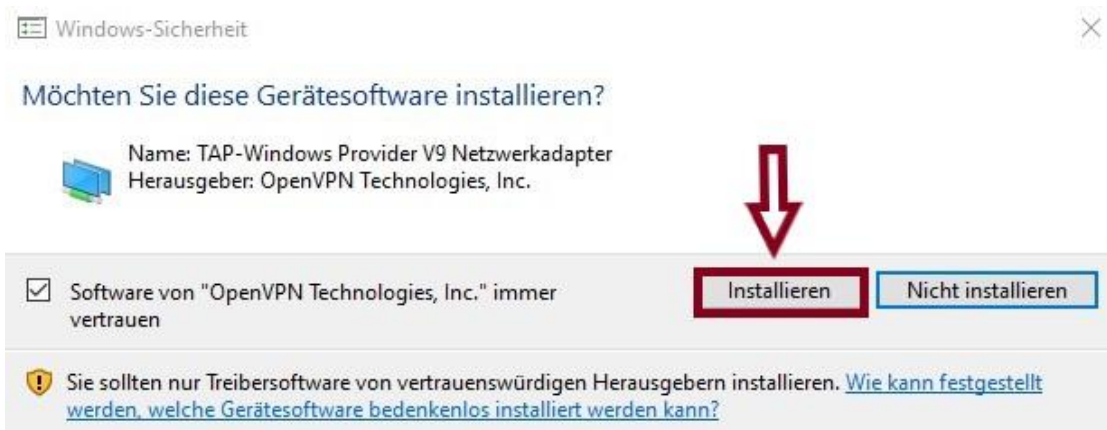 Windows-Sicherheit
Möchten Sie diese Gerätesoftware installieren?
Name: TAP-Windows Provider V9 Netzwerkadapter
Herausgeber: OpenVPN Technologies, Inc.
Software von "OpenVPN Technologies, Inc." immer
vertrauen
Installieren
Nicht installieren
Sie sollten nur Treibersoftware von vertrauenswürdigen Herausgebern installieren. Wie kann festgestellt
werden, welche Gerätesoftware bedenkenlos installiert werden kann?